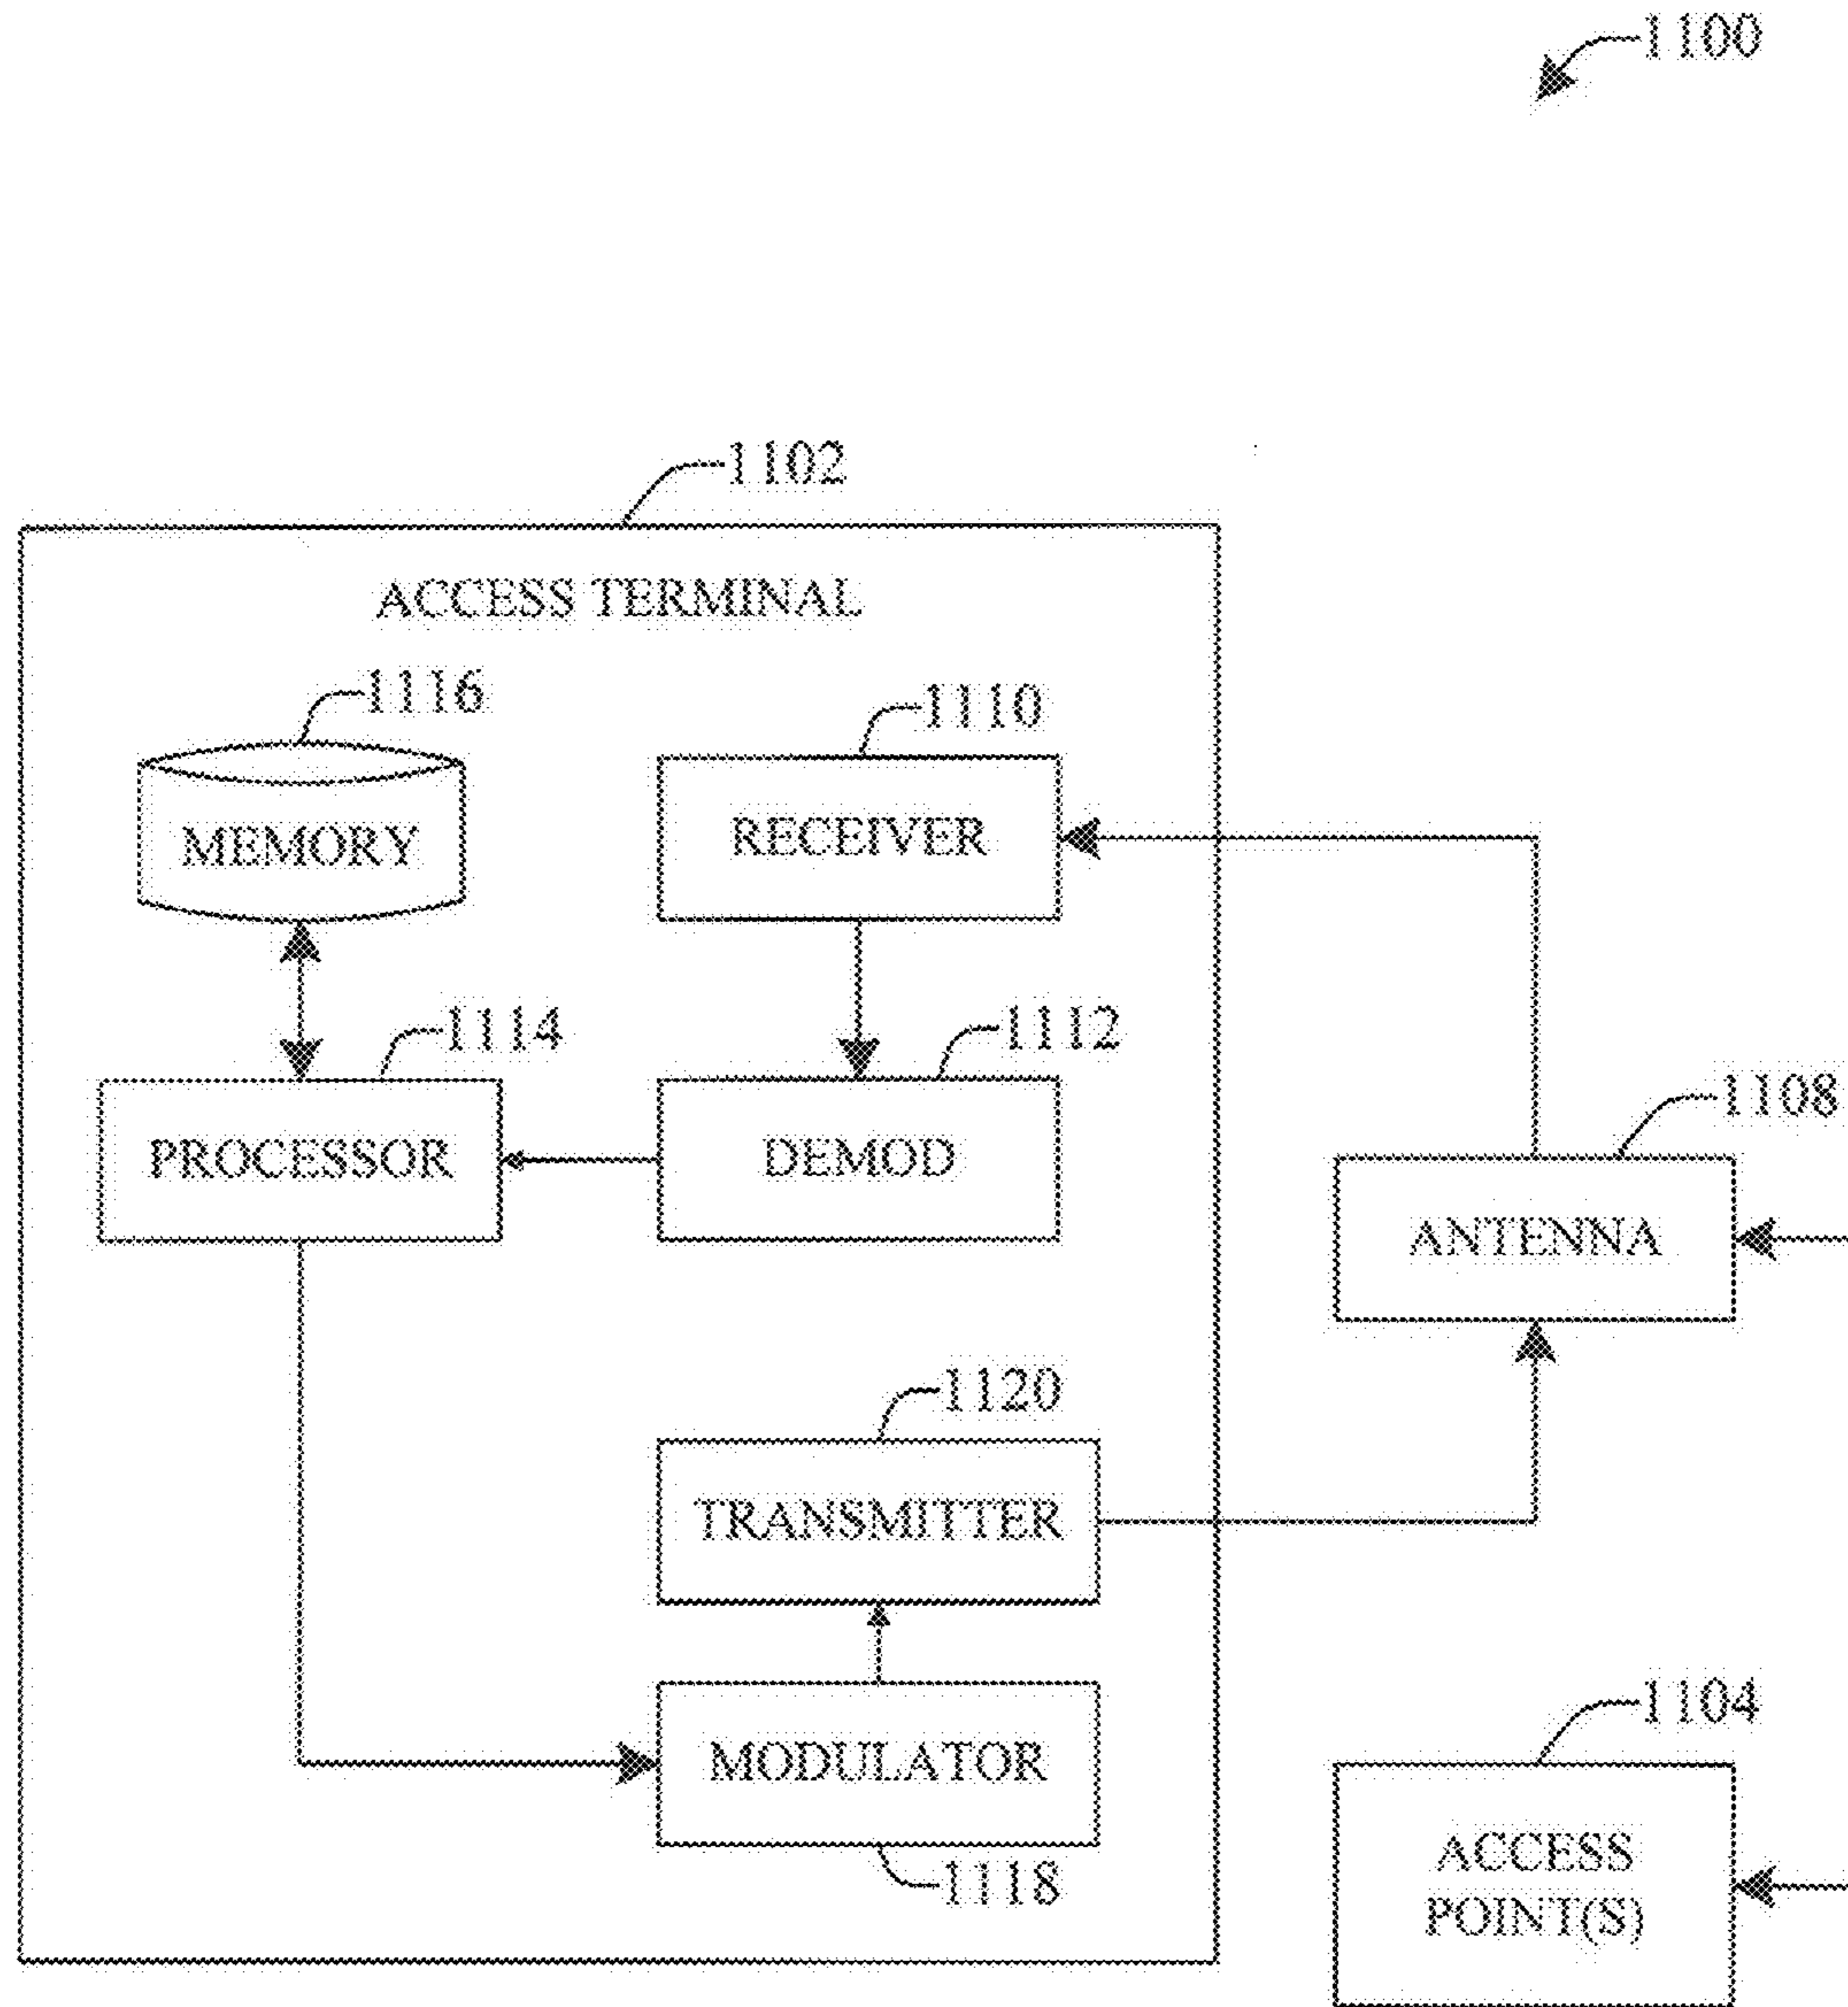 1100
1102
ACCESS TERMINAL
1116
1110
MEMORY
RECEIVER
1114
1112
1108
PROCESSOR
DEMOD
ANTENNA
1120
TRANSMITTER
1104
MODULATOR
ACCESS
POINT(S)
1118